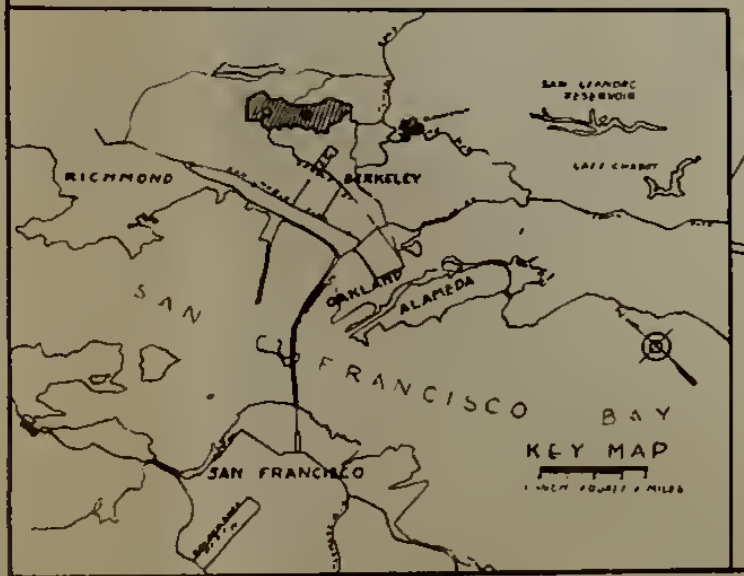 SAN LEANDRO
RESERVOIR
LAKE CHABOT
RICHMOND
BERKELEY
OAKLAND
ALAMEDA
SAN
FRANCISCO
BAY
KEY MAP
SAN FRANCISCO